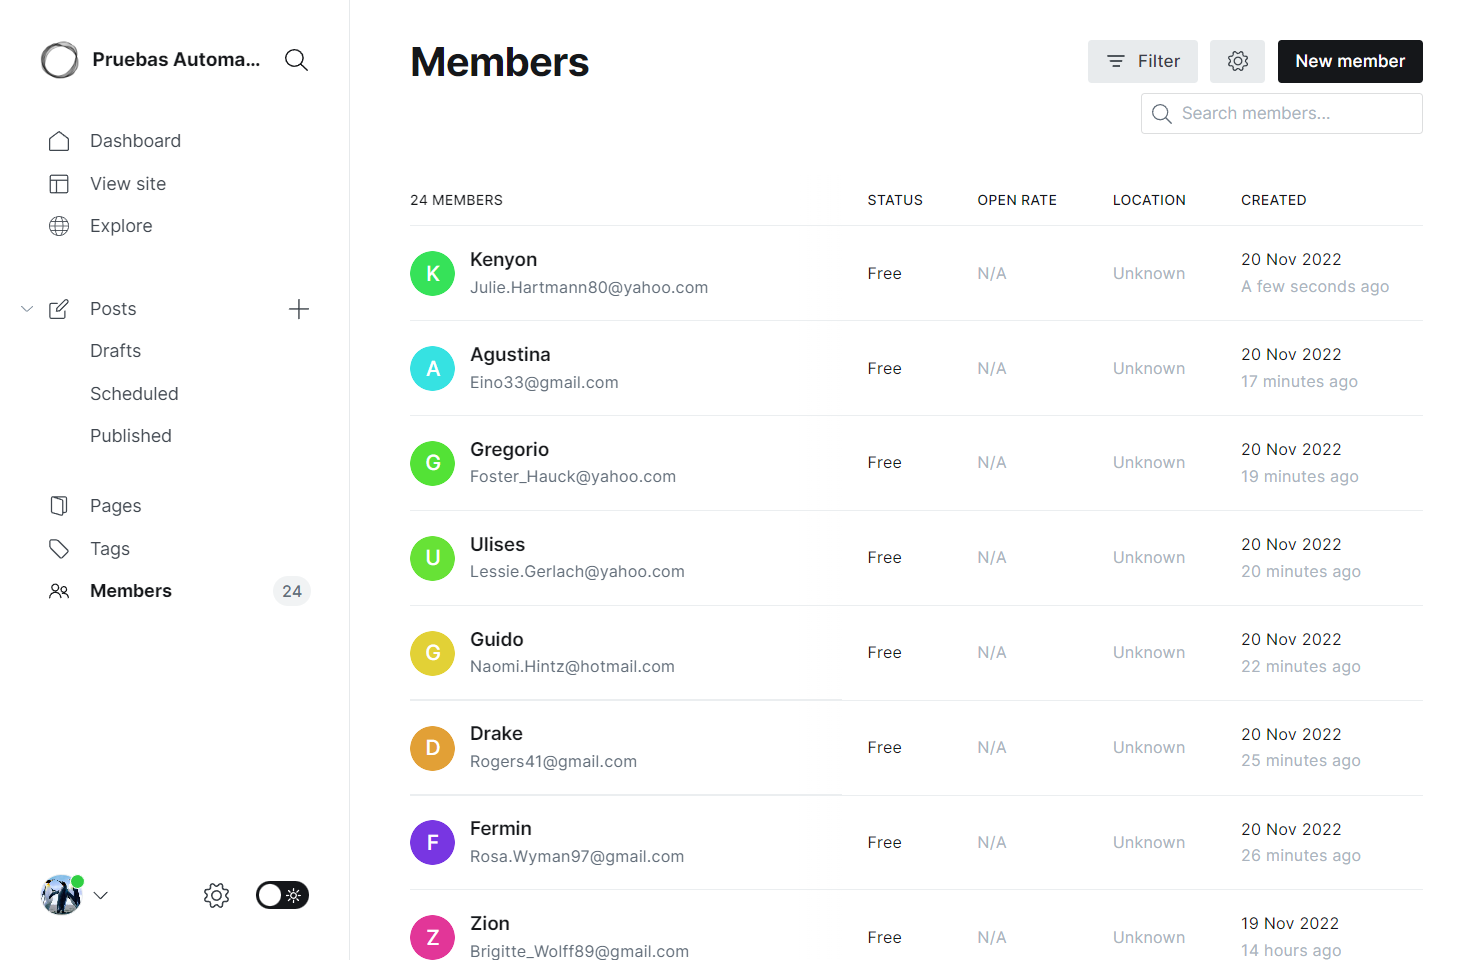 Pruebas Automa...
Dashboard
View site
Explore
Posts
Drafts
Scheduled
Published
Pages
Tags
Members 24
Members
Filter
New member
Search members...
24 MEMBERS STATUS OPEN RATE LOCATION CREATED
K Kenyon
Julie.Hartmann80@yahoo.com
Free N/A Unknown
20 Nov 2022
A few seconds ago
A Agustina
Eino33@gmail.com
Free N/A Unknown
20 Nov 2022
17 minutes ago
G Gregorio
Foster_Hauck@yahoo.com
Free N/A Unknown
20 Nov 2022
19 minutes ago
U Ulises
Lessie.Gerlach@yahoo.com
Free N/A Unknown
20 Nov 2022
20 minutes ago
G Guido
Naomi.Hintz@hotmail.com
Free N/A Unknown
20 Nov 2022
22 minutes ago
D Drake
Rogers41@gmail.com
Free N/A Unknown
20 Nov 2022
25 minutes ago
F Fermin
Rosa.Wyman97@gmail.com
Free N/A Unknown
20 Nov 2022
26 minutes ago
Z Zion
Brigitte_Wolff89@gmail.com
Free N/A Unknown
19 Nov 2022
14 hours ago